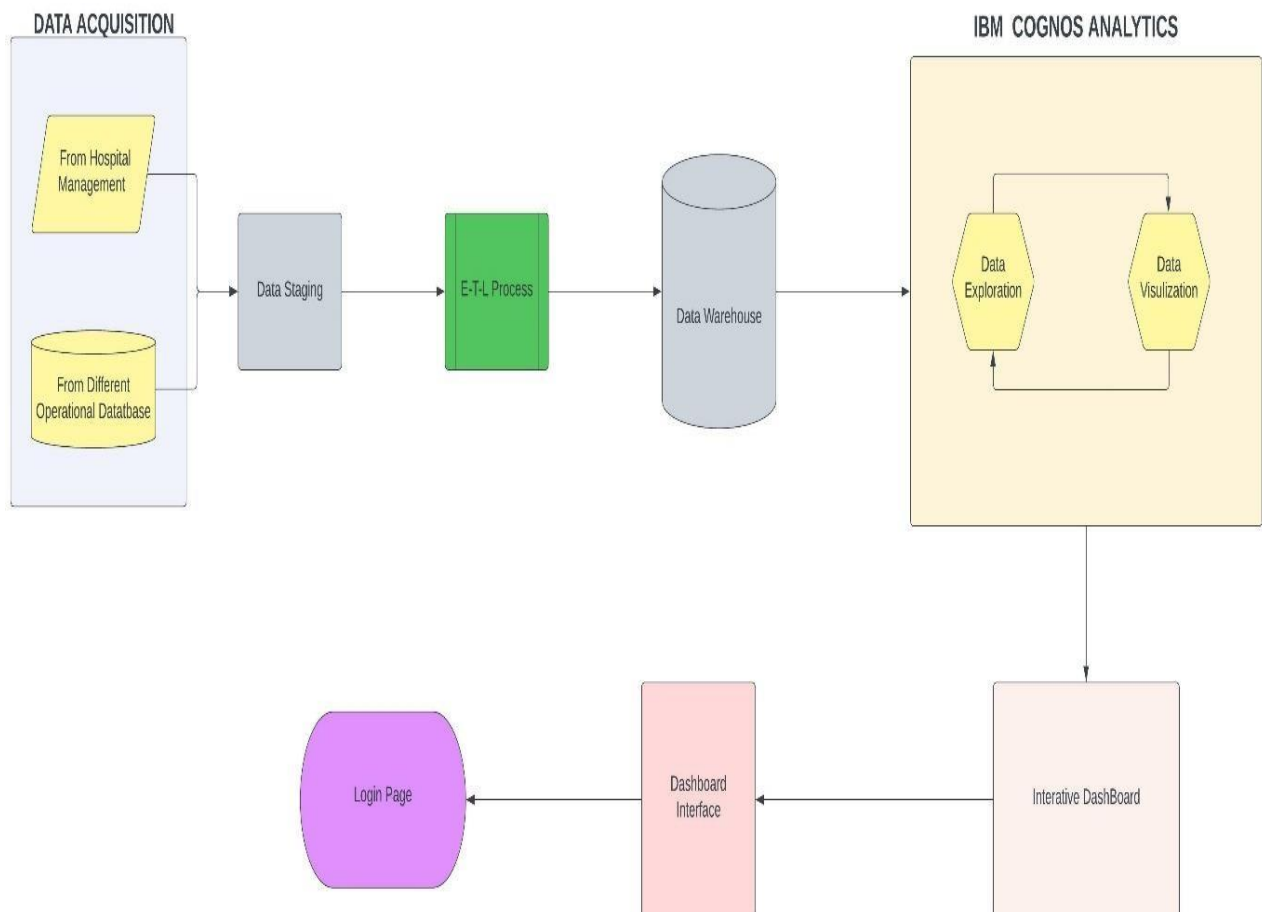 DATA ACQUISITION
IBM COGNOS ANALYTICS
From Hospital
Management
From Different
Operational Datatbase
Data Staging
E-T-L Process
Data Warehouse
Data
Exploration
Data
Visulization
Login Page
Dashboard
Interface
Interative DashBoard